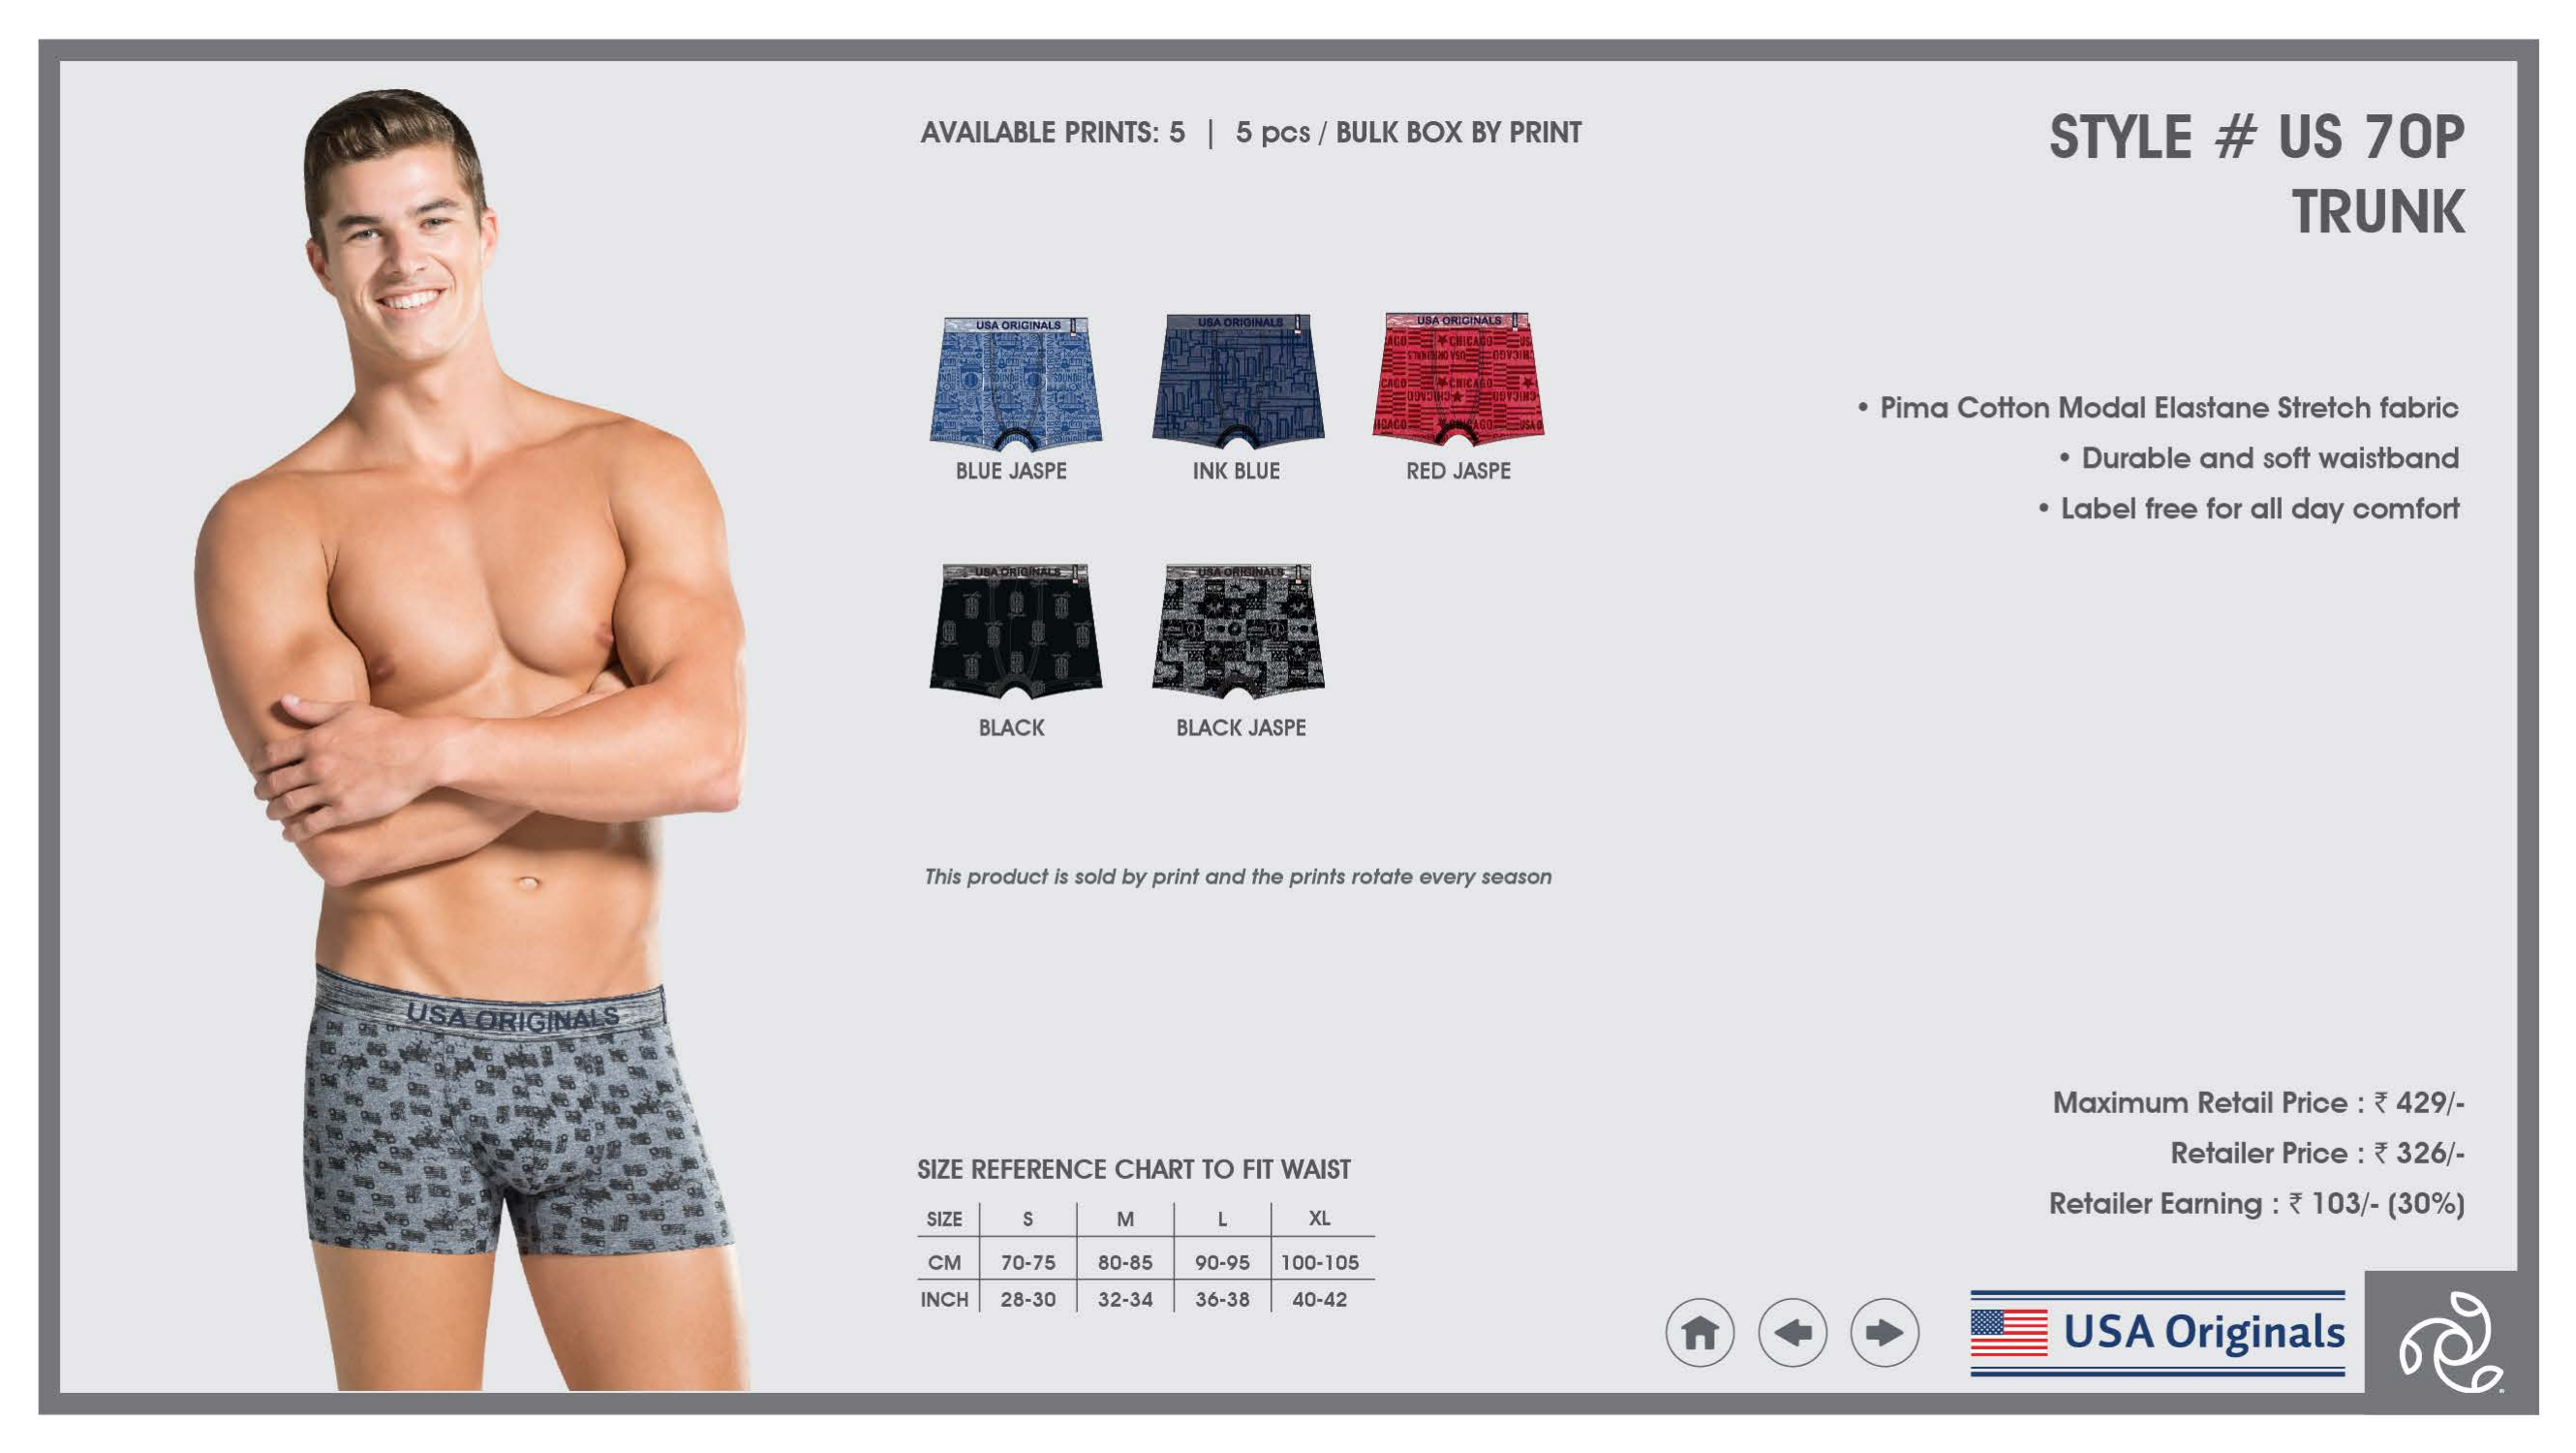 AVAILABLE PRINTS: 5 | 5 pcs / BULK BOX BY PRINT
STYLE # US 70P
TRUNK
USA ORIGINALS
USA ORIGINALS
USA ORIGINALS
BLUE JASPE
INK BLUE
RED JASPE
• Pima Cotton Modal Elastane Stretch fabric
• Durable and soft waistband
• Label free for all day comfort
USA ORIGINALS
USA ORIGINALS
BLACK
BLACK JASPE
This product is sold by print and the prints rotate every season
USA ORIGINALS
SIZE REFERENCE CHART TO FIT WAIST
SIZE S M L XL
CM 70-75 80-85 90-95 100-105
INCH 28-30 32-34 36-38 40-42
Maximum Retail Price : ₹ 429/-
Retailer Price : ₹ 326/-
Retailer Earning : ₹ 103/- (30%)
USA Originals